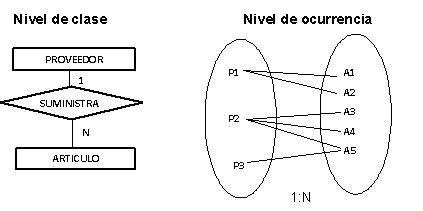 Nivel de clase
PROVEEDOR
1
SUMINISTRA
N
ARTICULO
Nivel de ocurrencia
P1
P2
P3
A1
A2
A3
A4
A5
1:N